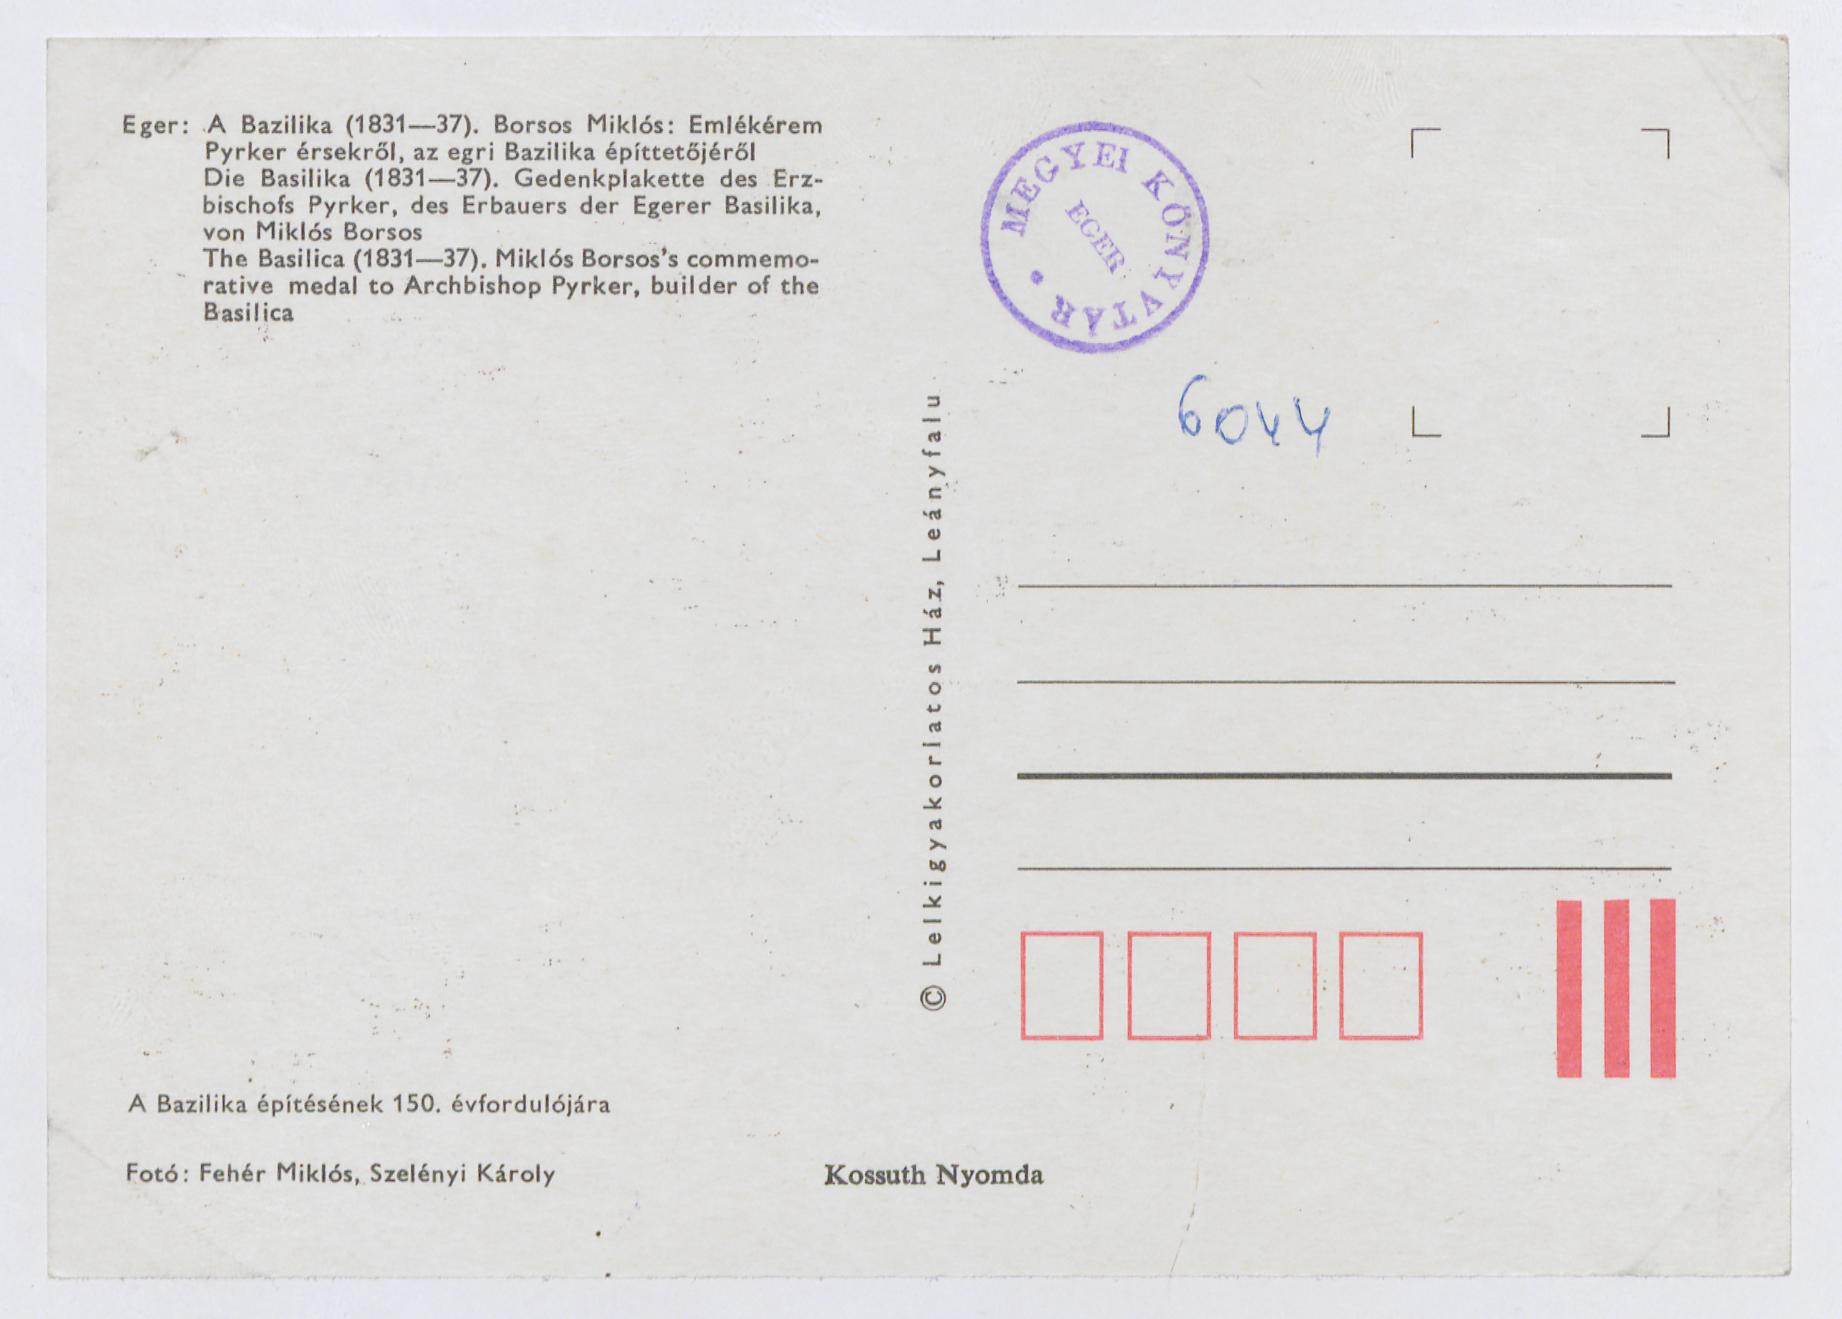 Eger: A Bazilika (1831—37). Borsos Miklós: Emlékérem
Pyrker érsekről, az egri Bazilika építtetőjéről
Die Basilika (1831—37). Gedenkplakette des Erz-
bischofs Pyrker, des Erbauers der Egerer Basilika,
von Miklós Borsos
The Basilica (1831—37). Miklós Borsos's commemo-
rative medal to Archbishop Pyrker, builder of the
Basilica
MEGYEI KÖNYVTÁR •
EGER
6044
© Lelkigyakorlatos Ház, Leányfalu
A Bazilika építésének 150. évfordulójára
Fotó: Fehér Miklós, Szelényi Károly
Kossuth Nyomda